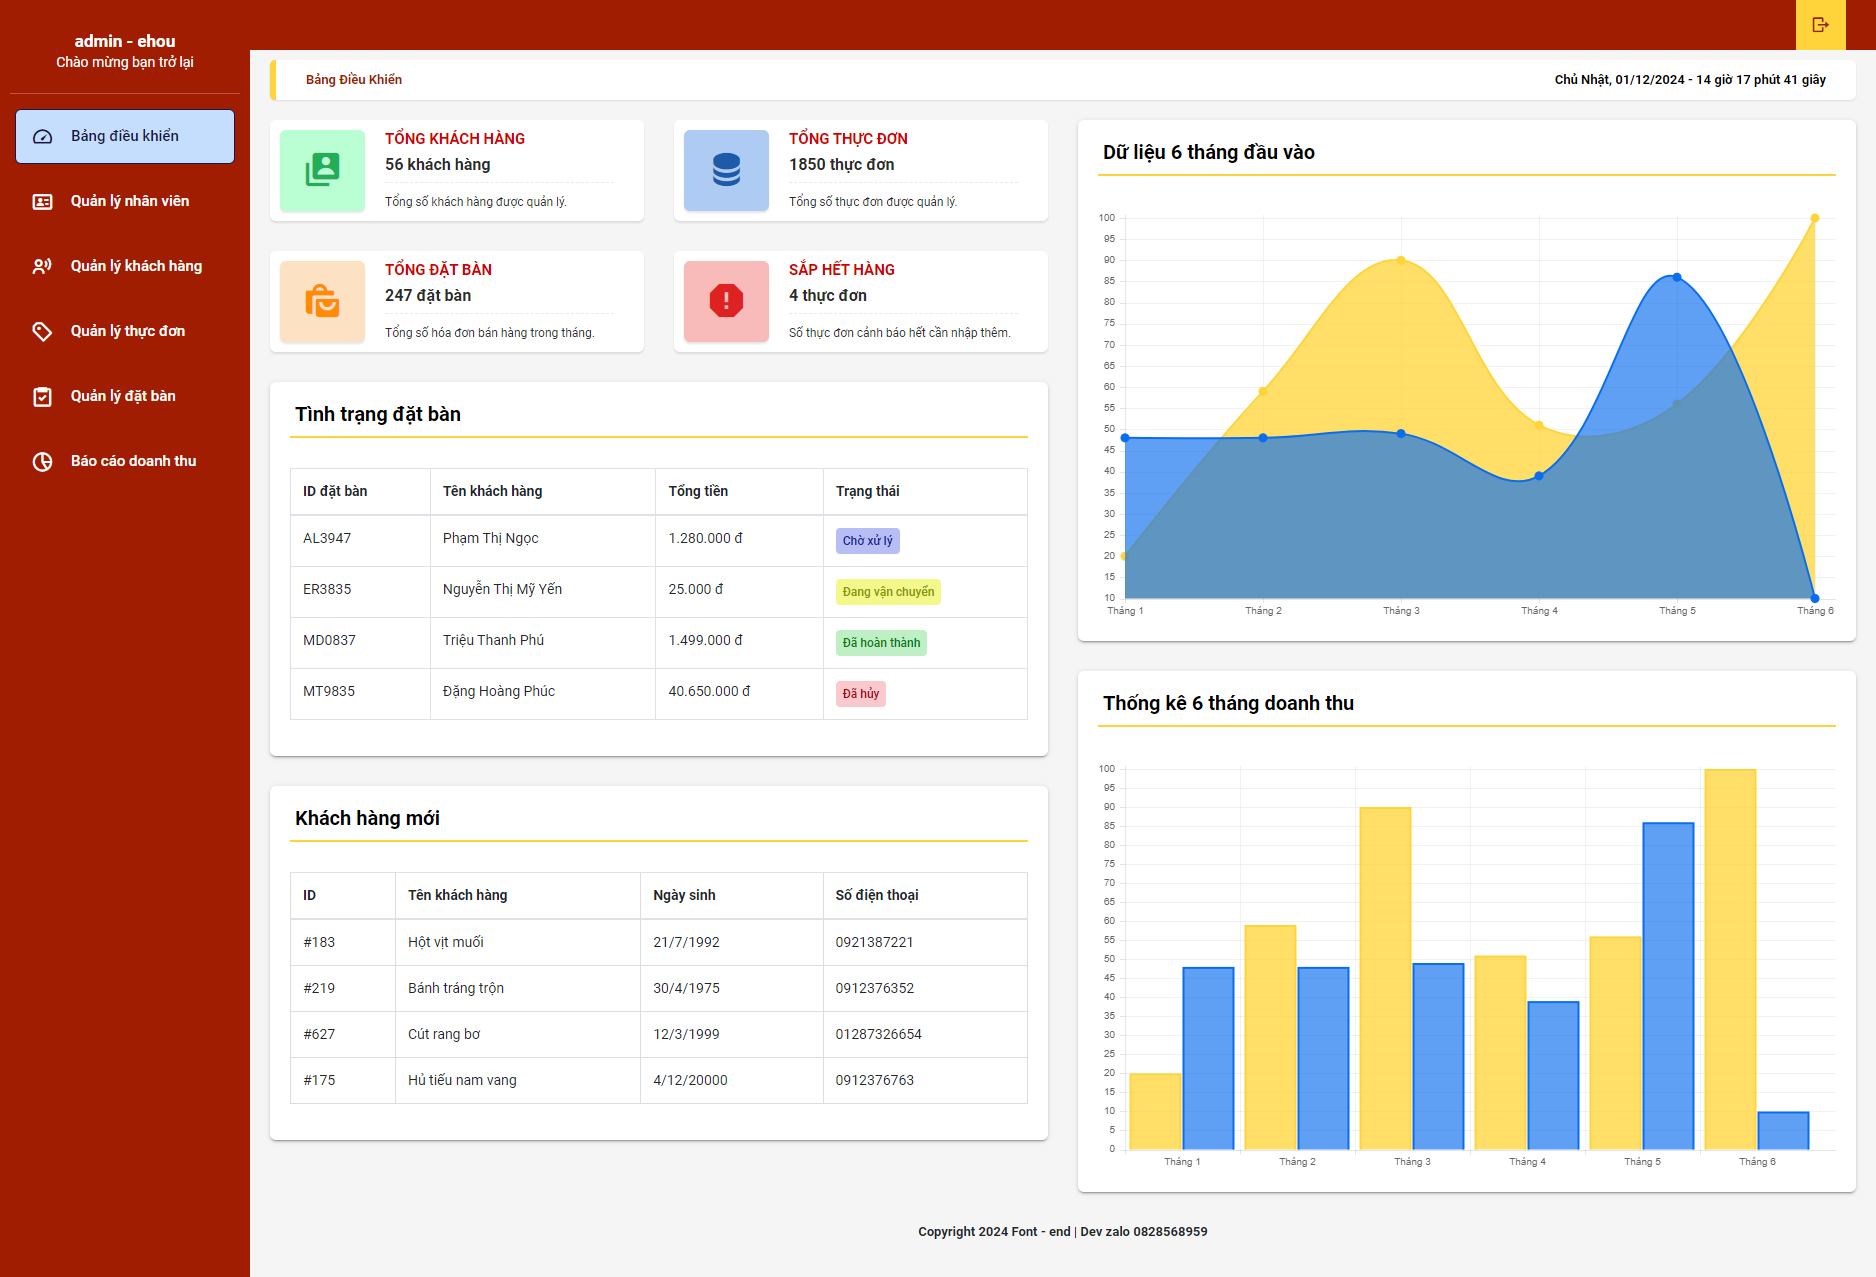 admin - ehou
Chào mừng bạn trở lại
Bảng điều khiển
Quản lý nhân viên
Quản lý khách hàng
Quản lý thực đơn
Quản lý đặt bàn
Báo cáo doanh thu
Bảng Điều Khiển
Chủ Nhật, 01/12/2024 - 14 giờ 17 phút 41 giây
TỔNG KHÁCH HÀNG
56 khách hàng
Tổng số khách hàng được quản lý.
TỔNG THỰC ĐƠN
1850 thực đơn
Tổng số thực đơn được quản lý.
TỔNG ĐẶT BÀN
247 đặt bàn
Tổng số hóa đơn bán hàng trong tháng.
SẮP HẾT HÀNG
4 thực đơn
Số thực đơn cảnh báo hết cần nhập thêm.
Tình trạng đặt bàn
ID đặt bàn Tên khách hàng Tổng tiền Trạng thái
AL3947 Phạm Thị Ngọc 1.280.000 đ Chờ xử lý
ER3835 Nguyễn Thị Mỹ Yến 25.000 đ Đang vận chuyển
MD0837 Triệu Thanh Phú 1.499.000 đ Đã hoàn thành
MT9835 Đặng Hoàng Phúc 40.650.000 đ Đã hủy
Khách hàng mới
ID Tên khách hàng Ngày sinh Số điện thoại
#183 Hột vịt muối 21/7/1992 0921387221
#219 Bánh tráng trộn 30/4/1975 0912376352
#627 Cút rang bơ 12/3/1999 01287326654
#175 Hủ tiếu nam vang 4/12/20000 0912376763
Dữ liệu 6 tháng đầu vào
100
95
90
85
80
75
70
65
60
55
50
45
40
35
30
25
20
15
10
Tháng 1 Tháng 2 Tháng 3 Tháng 4 Tháng 5 Tháng 6
Thống kê 6 tháng doanh thu
100
95
90
85
80
75
70
65
60
55
50
45
40
35
30
25
20
15
10
5
0
Tháng 1 Tháng 2 Tháng 3 Tháng 4 Tháng 5 Tháng 6
Copyright 2024 Font - end | Dev zalo 0828568959